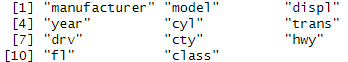 [1] "manufacturer" "model" "displ"
[4] "year" "cyl" "trans"
[7] "drv" "cty" "hwy"
[10] "fl" "class"